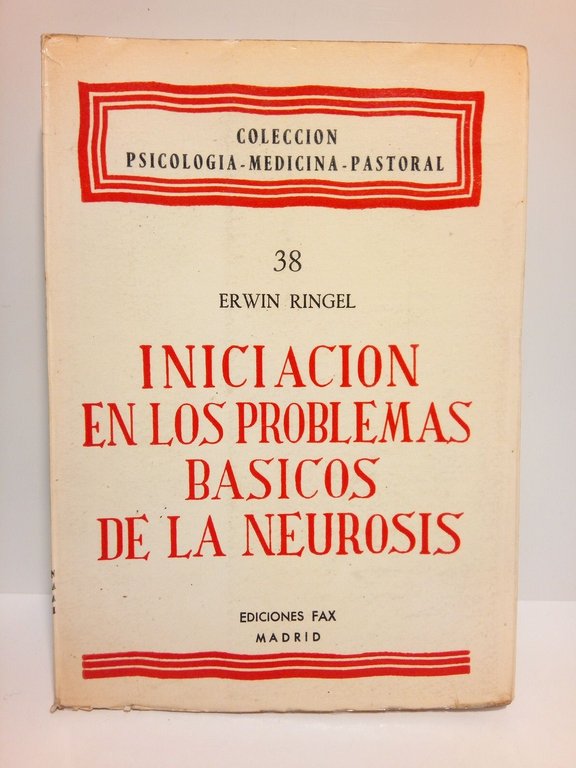 COLECCION
PSICOLOGIA-MEDICINA-PASTORAL
38
ERWIN RINGEL
INICIACION
EN LOS PROBLEMAS
BASICOS
DE LA NEUROSIS
EDICIONES FAX
MADRID